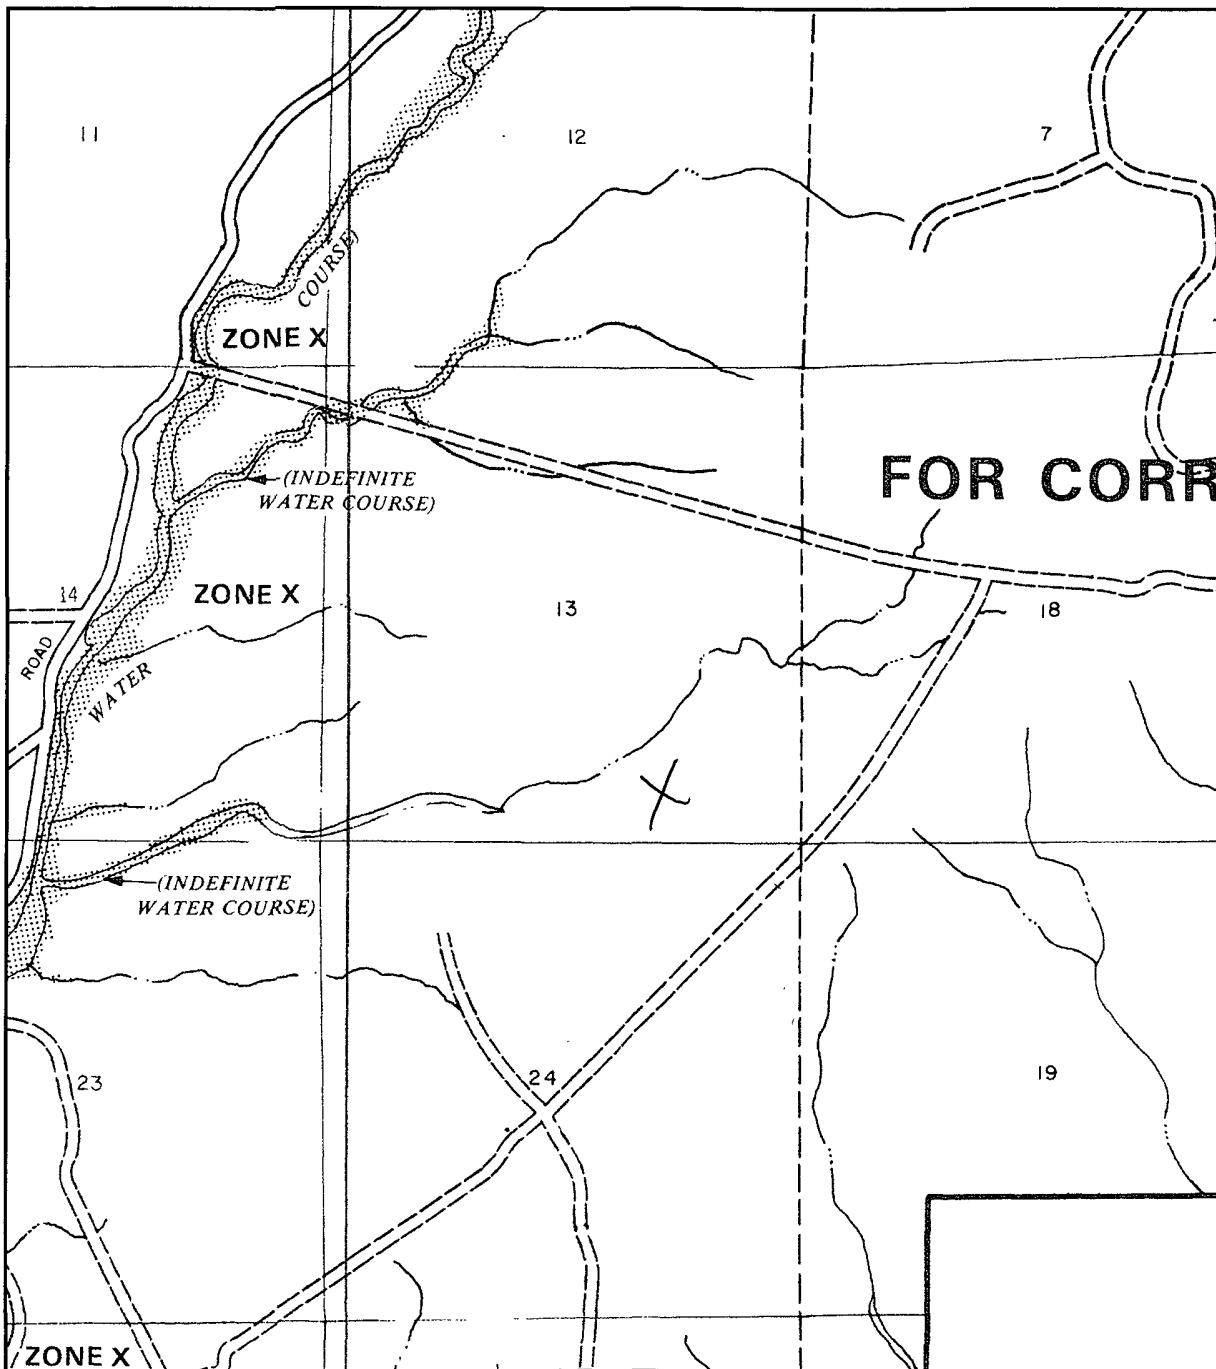 11
12
7
COURSE)
ZONE X
(INDEFINITE
WATER COURSE)
FOR CORR
14
ZONE X
13
18
ROAD
WATER
(INDEFINITE
WATER COURSE)
23
24
19
ZONE X